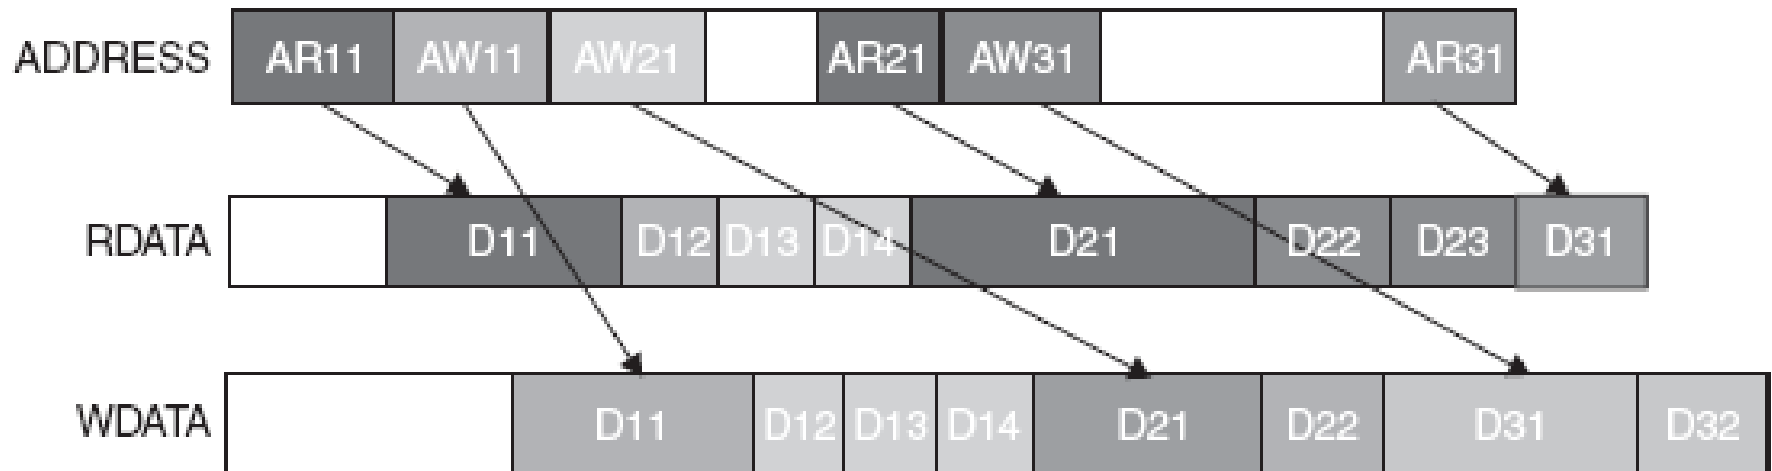 ADDRESS AR11 AW11 AW21 AR21 AW31 AR31
RDATA D11 D12 D13 D14 D21 D22 D23 D31
WDATA D11 D12 D13 D14 D21 D22 D31 D32